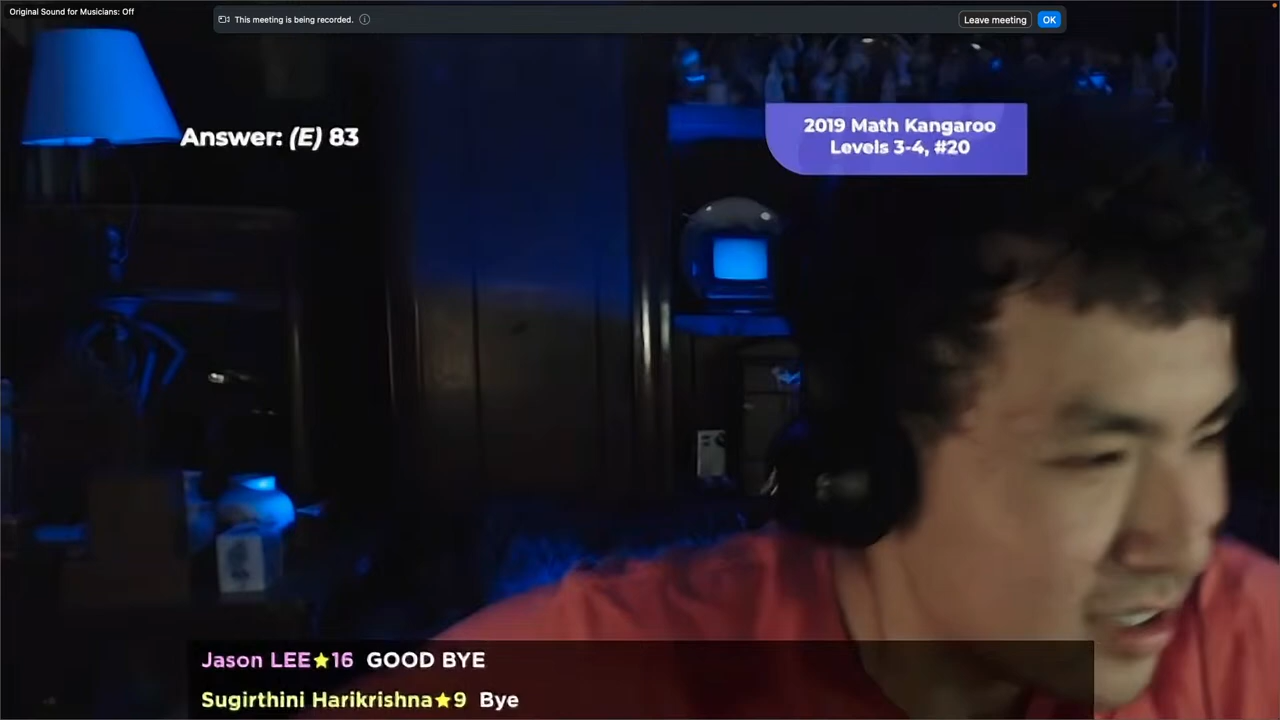 Original Sound for Musicians: Off
This meeting is being recorded.
Leave meeting
OK
Answer: (E) 83
2019 Math Kangaroo
Levels 3-4, #20
Jason LEE★16 GOOD BYE
Sugirthini Harikrishna★9 Bye